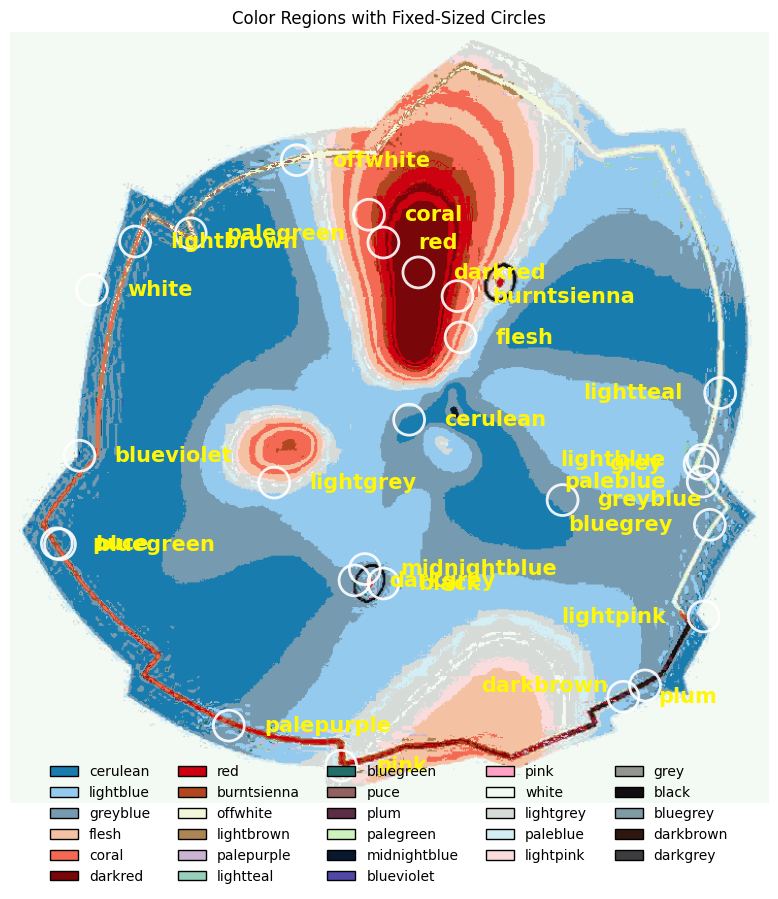 Color Regions with Fixed-Sized Circles
offwhite
coral
palegreen
lightbrown
red
darkred
white
burntsienna
flesh
lightteal
cerulean
blueviolet
lightblue
grey
paleblue
lightgrey
greyblue
bluegrey
puce
bluegreen
midnightblue
darkgrey
black
lightpink
darkbrown
plum
palepurple
pink
cerulean
lightblue
greyblue
flesh
coral
darkred
red
burntsienna
offwhite
lightbrown
palepurple
lightteal
bluegreen
puce
plum
palegreen
midnightblue
blueviolet
pink
white
lightgrey
paleblue
lightpink
grey
black
bluegrey
darkbrown
darkgrey